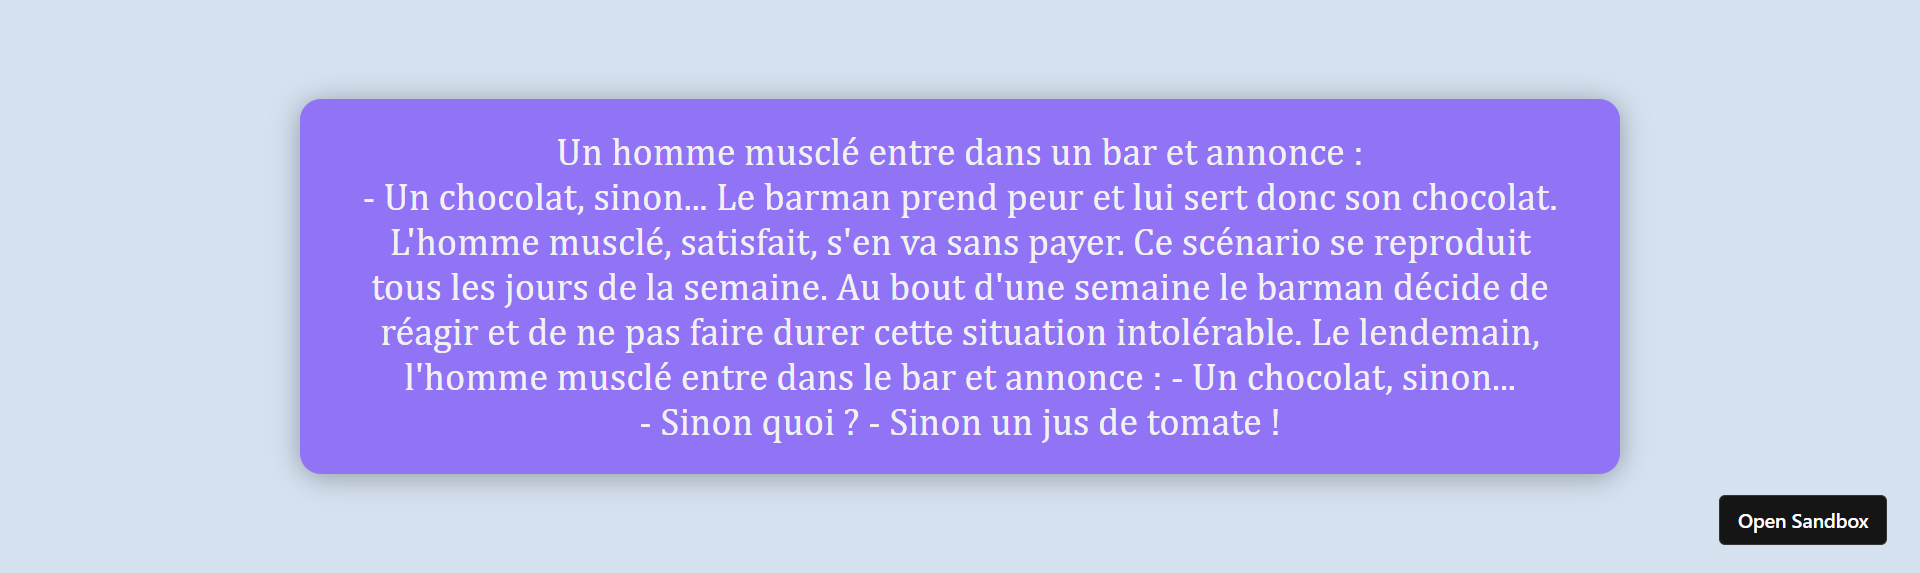 Un homme musclé entre dans un bar et annonce :
- Un chocolat, sinon... Le barman prend peur et lui sert donc son chocolat.
L'homme musclé, satisfait, s'en va sans payer. Ce scénario se reproduit
tous les jours de la semaine. Au bout d'une semaine le barman décide de
réagir et de ne pas faire durer cette situation intolérable. Le lendemain,
l'homme musclé entre dans le bar et annonce : - Un chocolat, sinon...
- Sinon quoi ? - Sinon un jus de tomate !
Open Sandbox